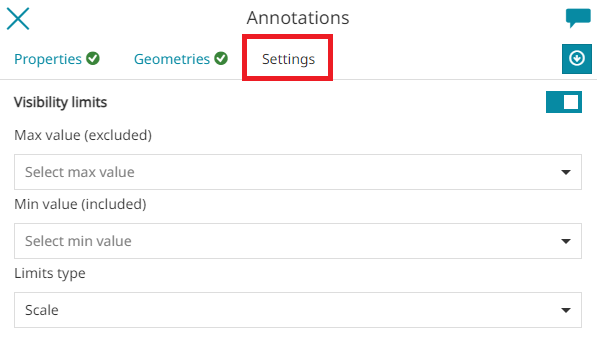 Annotations
Properties Geometries Settings
Visibility limits
Max value (excluded)
Select max value
Min value (included)
Select min value
Limits type
Scale